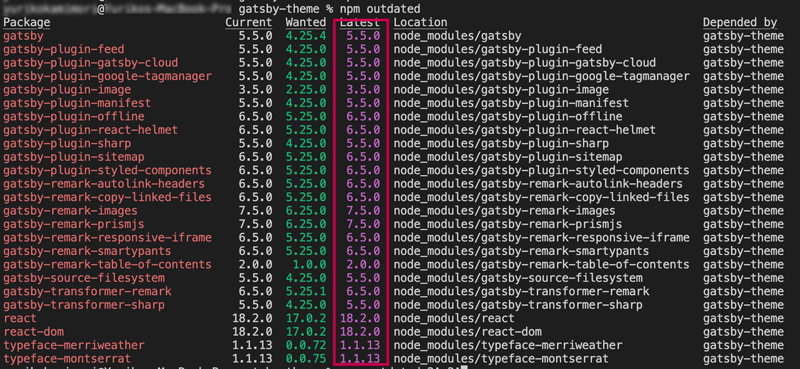 gatsby-theme % npm outdated
Package Current Wanted Latest Location Depended by
gatsby 5.5.0 4.25.4 5.5.0 node_modules/gatsby gatsby-theme
gatsby-plugin-feed 5.5.0 4.25.0 5.5.0 node_modules/gatsby-plugin-feed gatsby-theme
gatsby-plugin-gatsby-cloud 5.5.0 4.25.0 5.5.0 node_modules/gatsby-plugin-gatsby-cloud gatsby-theme
gatsby-plugin-google-tagmanager 5.5.0 4.25.0 5.5.0 node_modules/gatsby-plugin-google-tagmanager gatsby-theme
gatsby-plugin-image 3.5.0 2.25.0 3.5.0 node_modules/gatsby-plugin-image gatsby-theme
gatsby-plugin-manifest 5.5.0 4.25.0 5.5.0 node_modules/gatsby-plugin-manifest gatsby-theme
gatsby-plugin-offline 6.5.0 5.25.0 6.5.0 node_modules/gatsby-plugin-offline gatsby-theme
gatsby-plugin-react-helmet 6.5.0 5.25.0 6.5.0 node_modules/gatsby-plugin-react-helmet gatsby-theme
gatsby-plugin-sharp 5.5.0 4.25.0 5.5.0 node_modules/gatsby-plugin-sharp gatsby-theme
gatsby-plugin-sitemap 6.5.0 5.25.0 6.5.0 node_modules/gatsby-plugin-sitemap gatsby-theme
gatsby-plugin-styled-components 6.5.0 5.25.0 6.5.0 node_modules/gatsby-plugin-styled-components gatsby-theme
gatsby-remark-autolink-headers 6.5.0 5.25.0 6.5.0 node_modules/gatsby-remark-autolink-headers gatsby-theme
gatsby-remark-copy-linked-files 6.5.0 5.25.0 6.5.0 node_modules/gatsby-remark-copy-linked-files gatsby-theme
gatsby-remark-images 7.5.0 6.25.0 7.5.0 node_modules/gatsby-remark-images gatsby-theme
gatsby-remark-prismjs 7.5.0 6.25.0 7.5.0 node_modules/gatsby-remark-prismjs gatsby-theme
gatsby-remark-responsive-iframe 6.5.0 5.25.0 6.5.0 node_modules/gatsby-remark-responsive-iframe gatsby-theme
gatsby-remark-smartypants 6.5.0 5.25.0 6.5.0 node_modules/gatsby-remark-smartypants gatsby-theme
gatsby-remark-table-of-contents 2.0.0 1.0.0 2.0.0 node_modules/gatsby-remark-table-of-contents gatsby-theme
gatsby-source-filesystem 5.5.0 4.25.0 5.5.0 node_modules/gatsby-source-filesystem gatsby-theme
gatsby-transformer-remark 6.5.0 5.25.1 6.5.0 node_modules/gatsby-transformer-remark gatsby-theme
gatsby-transformer-sharp 5.5.0 4.25.0 5.5.0 node_modules/gatsby-transformer-sharp gatsby-theme
react 18.2.0 17.0.2 18.2.0 node_modules/react gatsby-theme
react-dom 18.2.0 17.0.2 18.2.0 node_modules/react-dom gatsby-theme
typeface-merriweather 1.1.13 0.0.72 1.1.13 node_modules/typeface-merriweather gatsby-theme
typeface-montserrat 1.1.13 0.0.75 1.1.13 node_modules/typeface-montserrat gatsby-theme